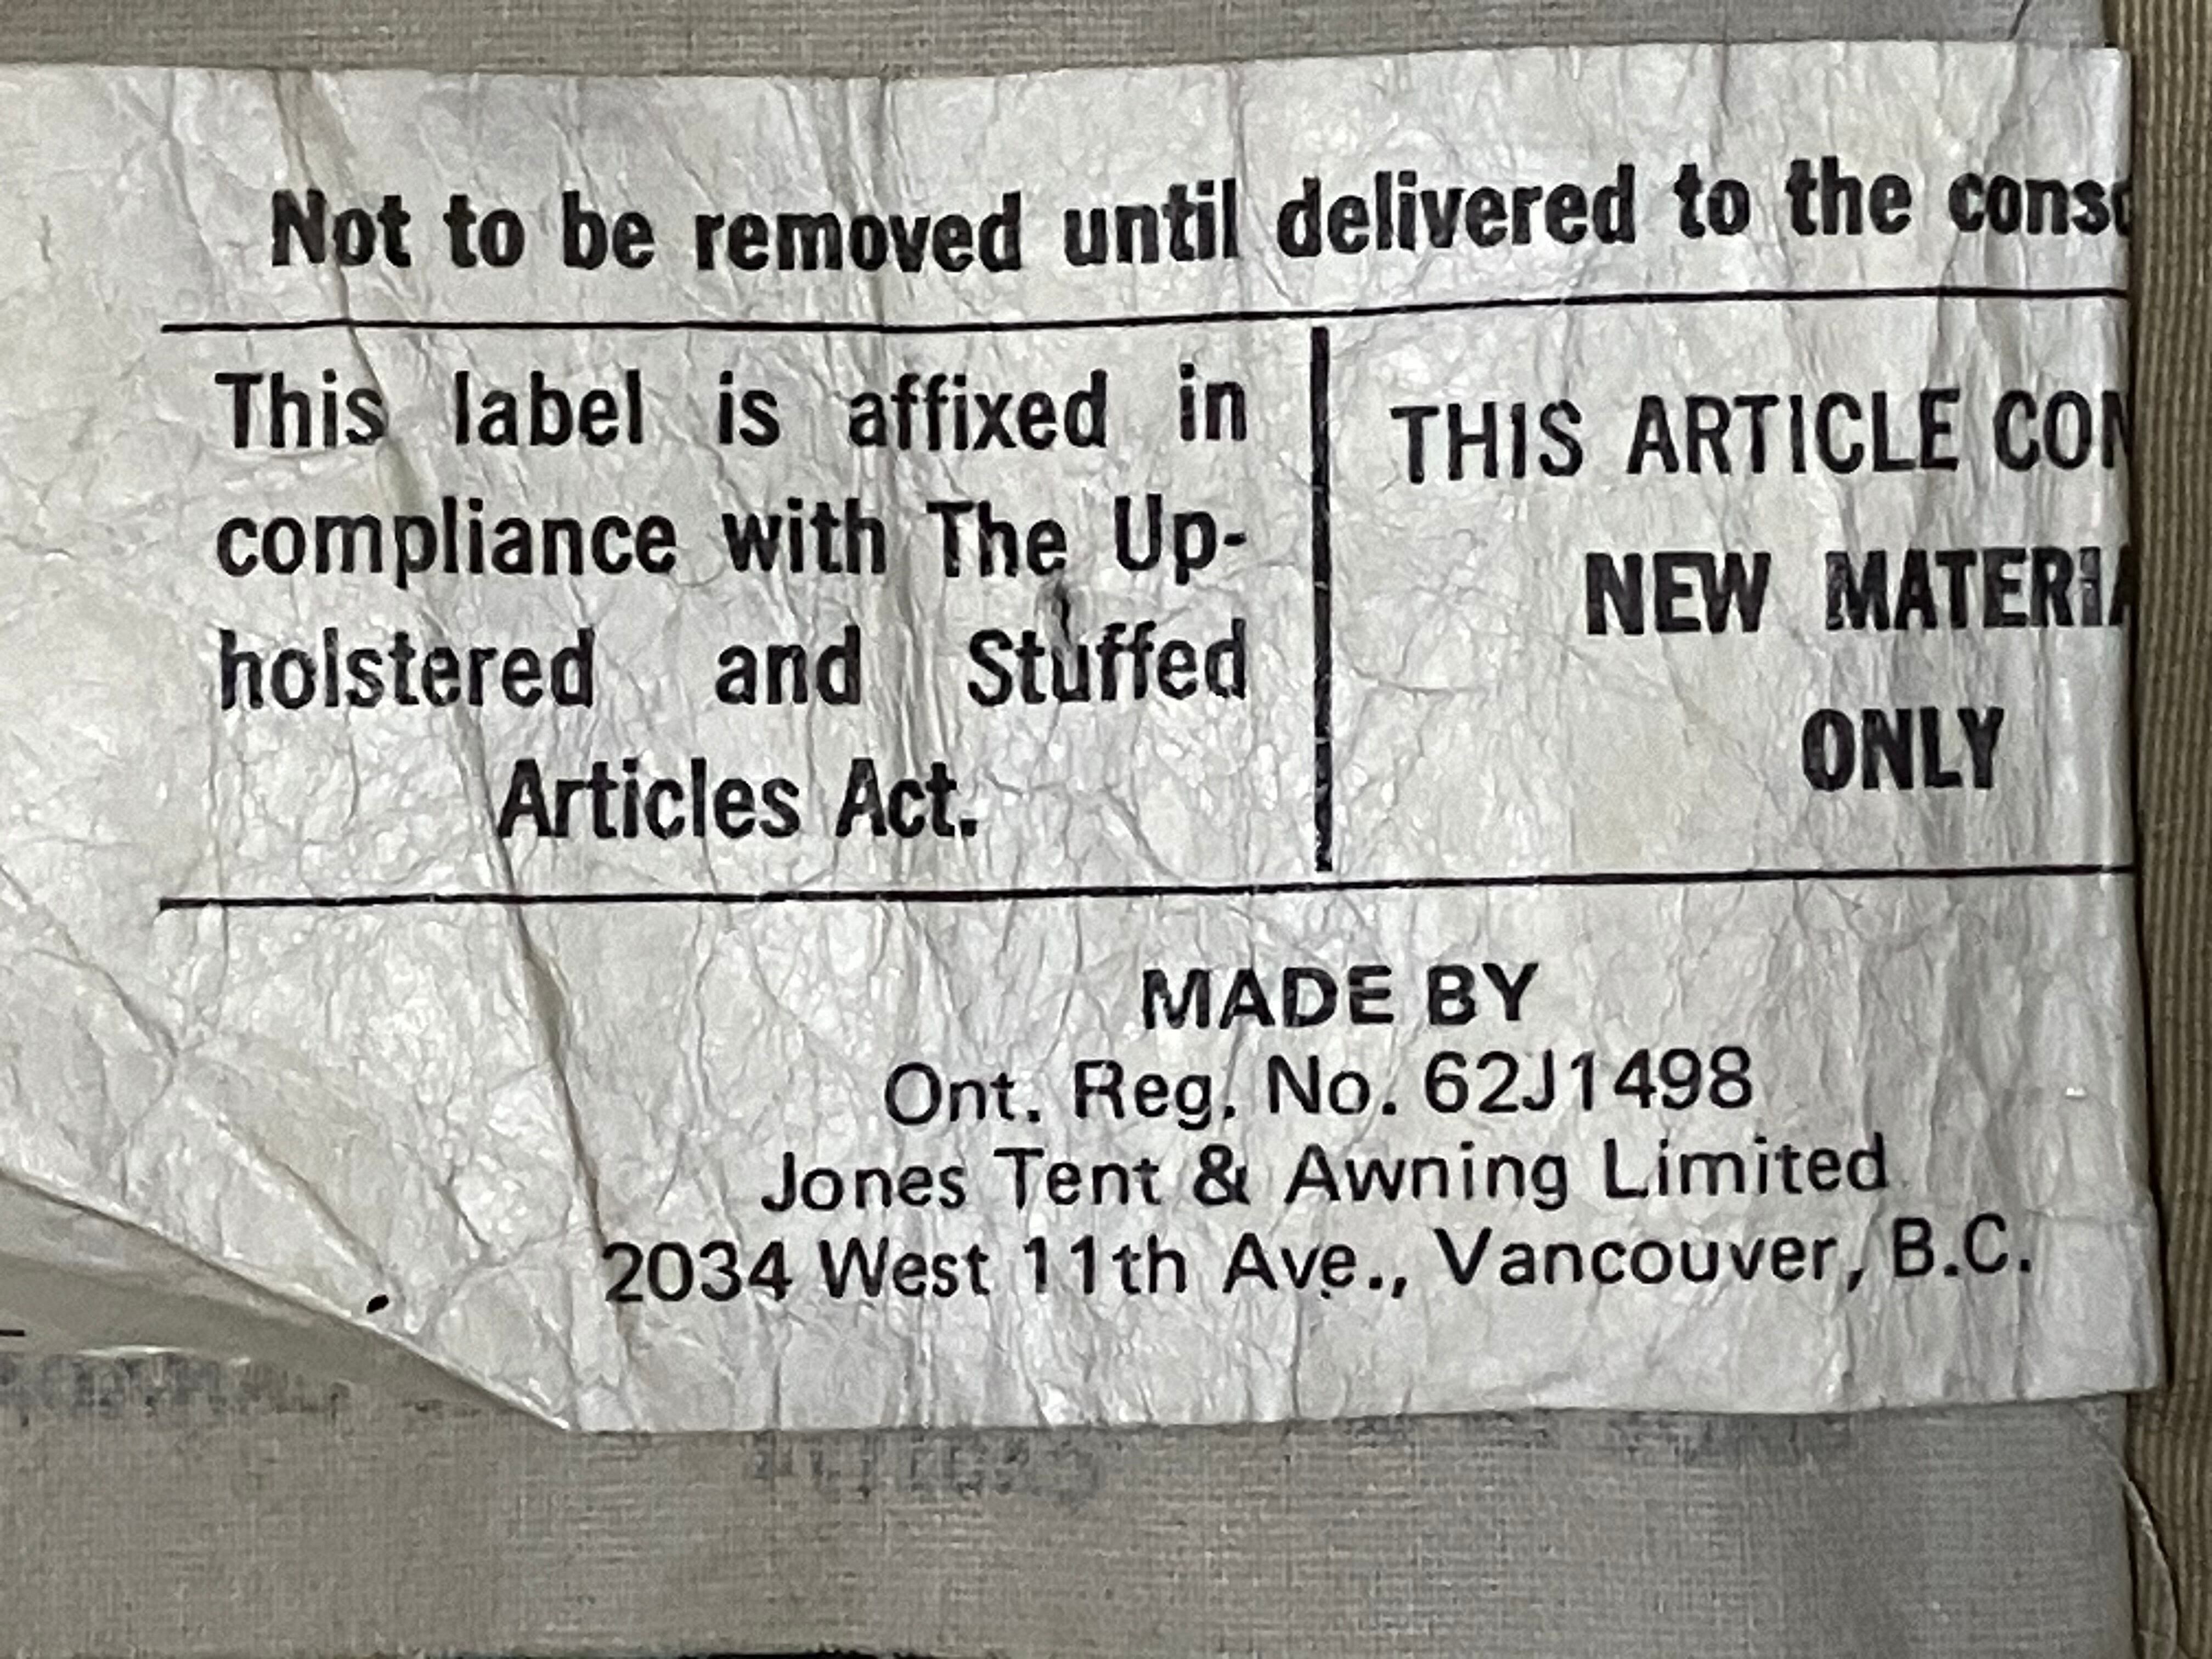 Not to be removed until delivered to the cons
This label is affixed in
compliance with The Up-
holstered and Stuffed
Articles Act.
THIS ARTICLE CON
NEW MATERIA
ONLY
MADE BY
Ont. Reg. No. 62J1498
Jones Tent & Awning Limited
2034 West 11th Ave., Vancouver, B.C.